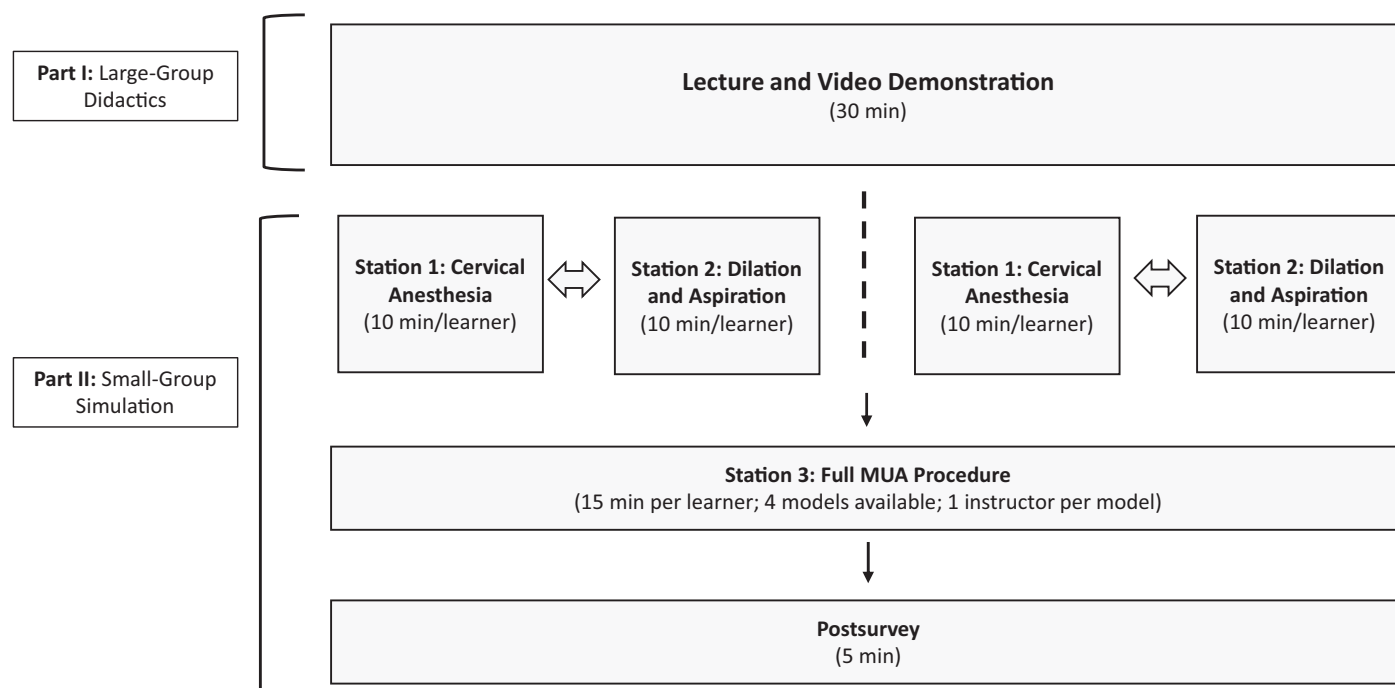 Part I: Large-Group
Didactics
Lecture and Video Demonstration
(30 min)
Part II: Small-Group
Simulation
Station 1: Cervical
Anesthesia
(10 min/learner)
Station 2: Dilation
and Aspiration
(10 min/learner)
Station 1: Cervical
Anesthesia
(10 min/learner)
Station 2: Dilation
and Aspiration
(10 min/learner)
Station 3: Full MUA Procedure
(15 min per learner; 4 models available; 1 instructor per model)
Postsurvey
(5 min)